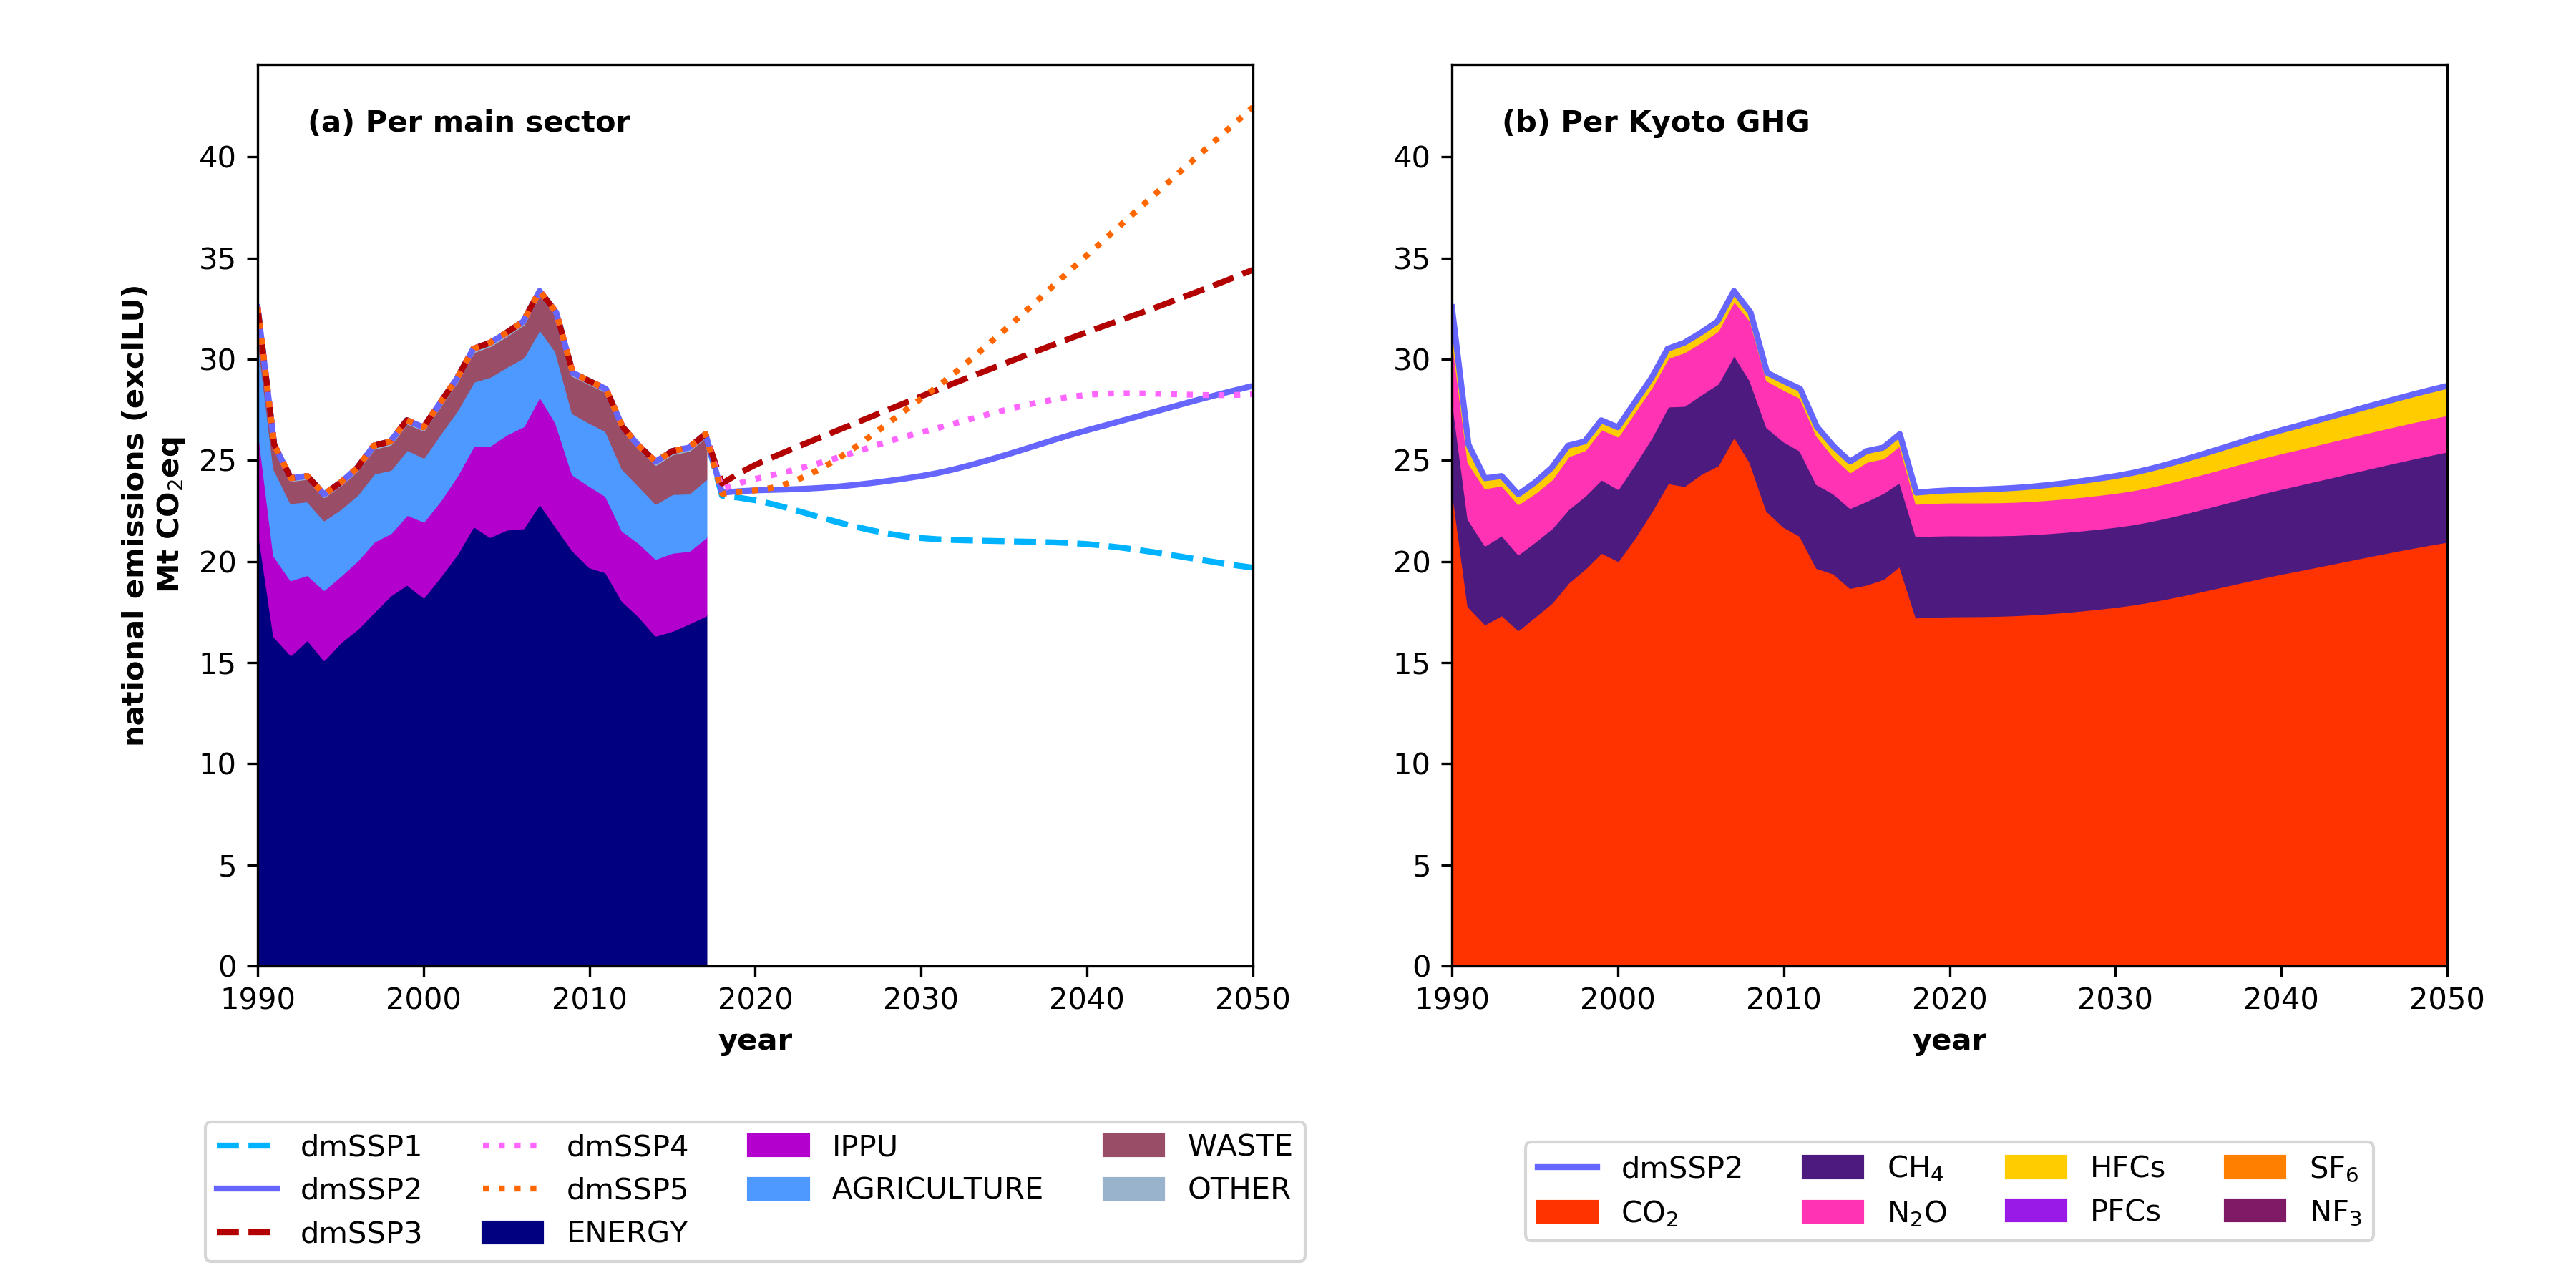 (a) Per main sector
national emissions (exclLU)
Mt CO₂eq
40
35
30
25
20
15
10
5
0
1990 2000 2010 2020 2030 2040 2050
year
dmSSP1 dmSSP4 IPPU WASTE
dmSSP2 dmSSP5 AGRICULTURE OTHER
dmSSP3 ENERGY
(b) Per Kyoto GHG
40
35
30
25
20
15
10
5
0
1990 2000 2010 2020 2030 2040 2050
year
dmSSP2 CH₄ HFCs SF₆
CO₂ N₂O PFCs NF₃